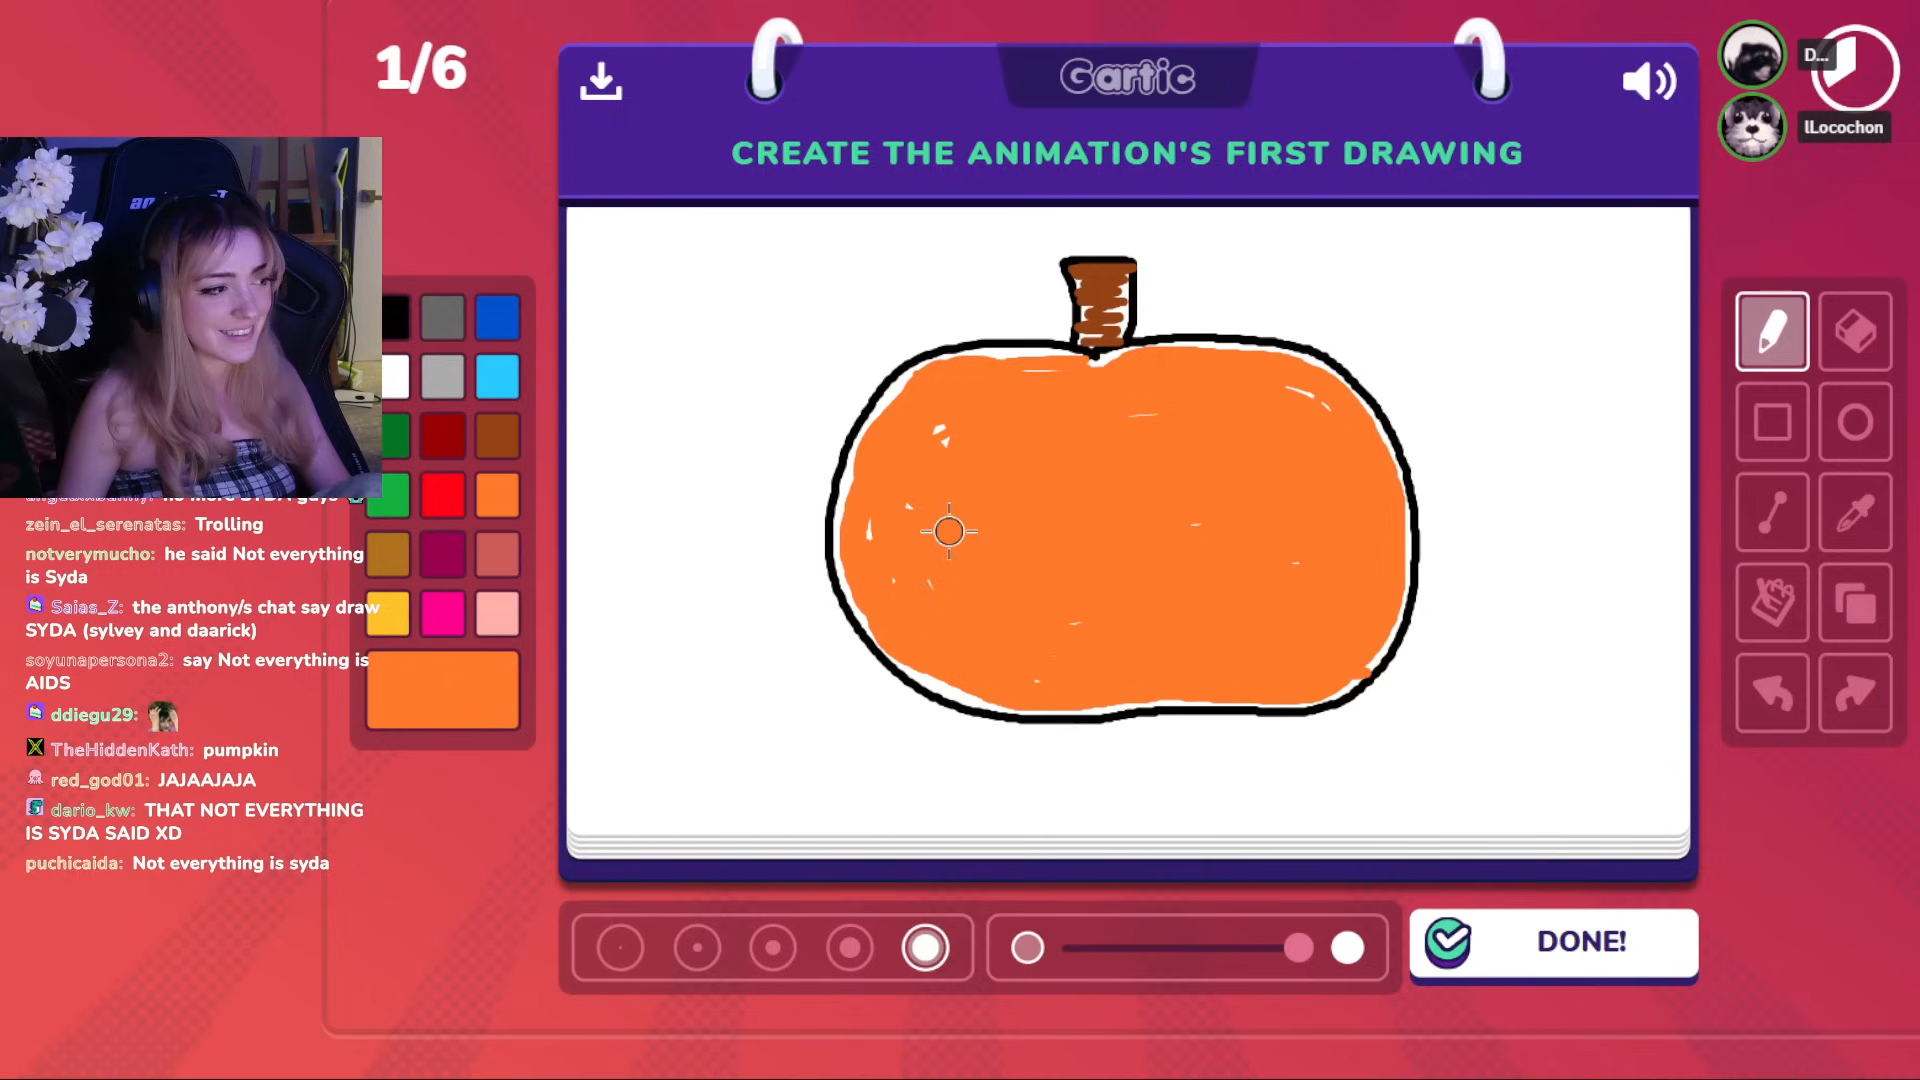 1/6
Gartic
D...
lLocochon
CREATE THE ANIMATION'S FIRST DRAWING
zein_el_serenatas: Trolling
notverymucho: he said Not everything
is Syda
Saias_Z: the anthony/s chat say draw
SYDA (sylvey and daarick)
soyunapersona2: say Not everything is
AIDS
ddiegu29:
TheHiddenKath: pumpkin
red_god01: JAJAAJAJA
dario_kw: THAT NOT EVERYTHING
IS SYDA SAID XD
puchicaida: Not everything is syda
DONE!